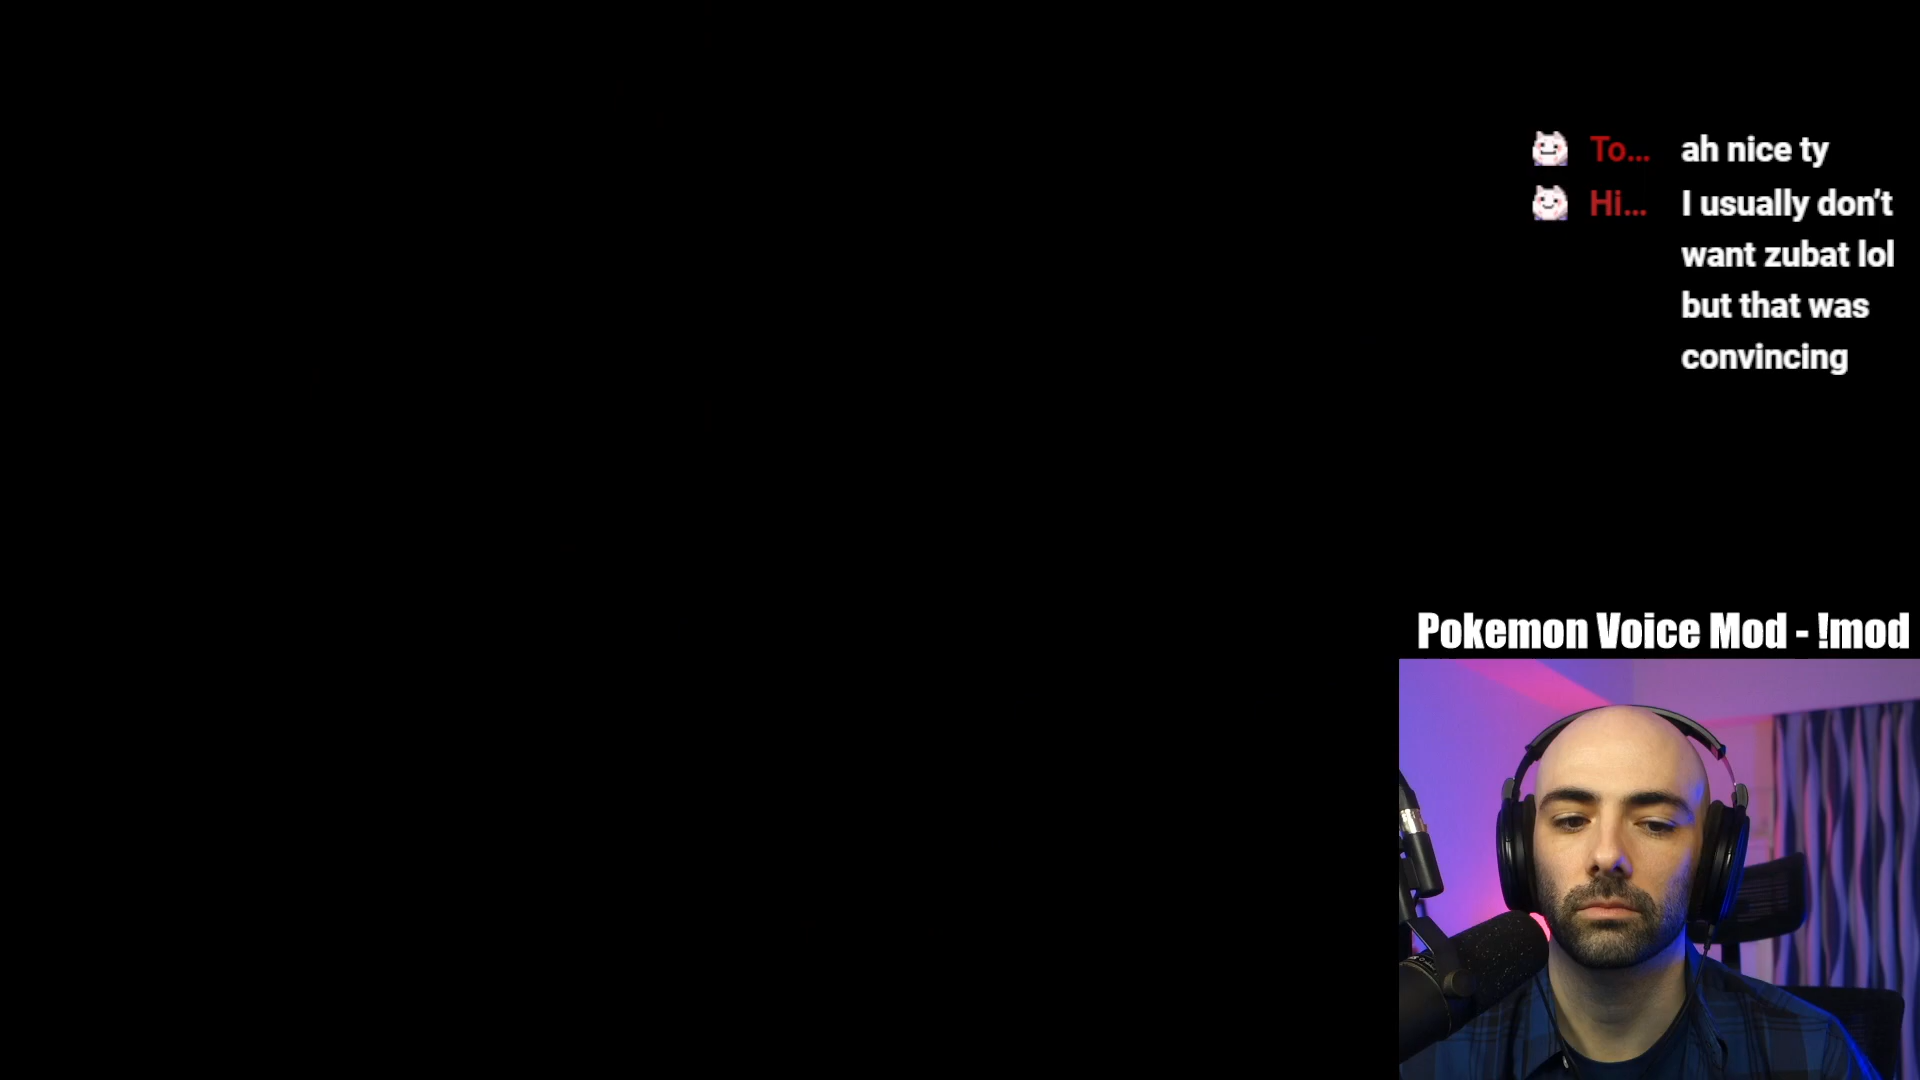 To... ah nice ty
Hi... I usually don't
want zubat lol
but that was
convincing
Pokemon Voice Mod - !mod